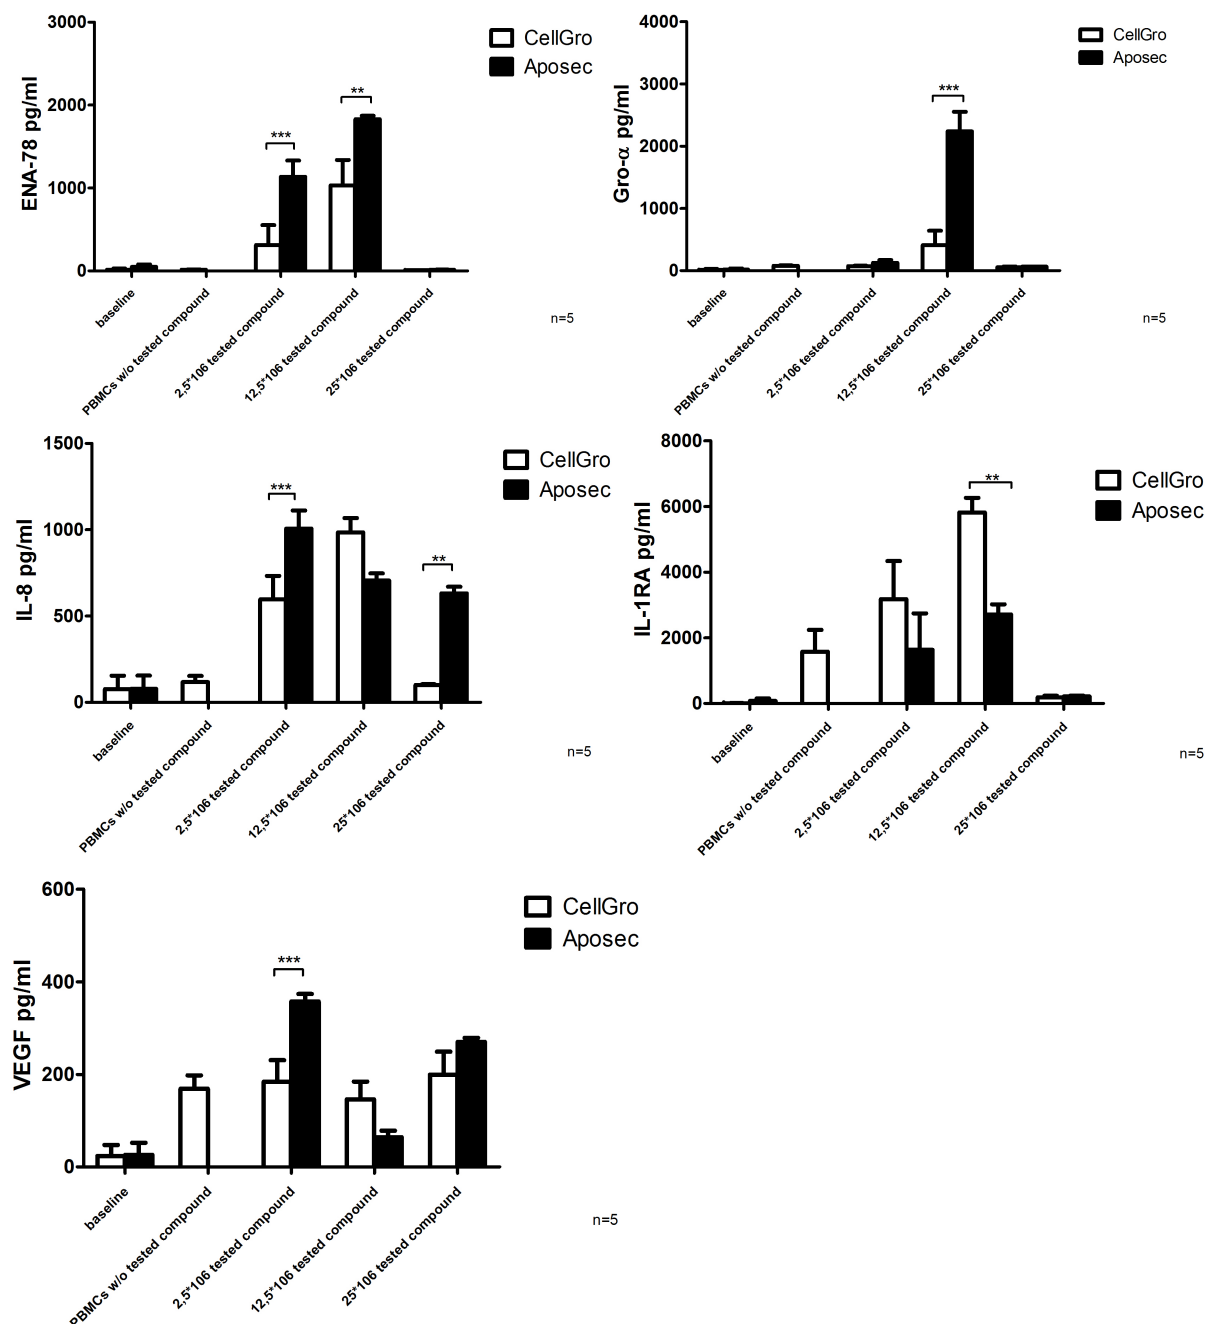 ENA-78 pg/ml
3000
2000
1000
0
**
***
CellGro
Aposec
baseline
PBMCs w/o tested compound
2,5*106 tested compound
12,5*106 tested compound
25*106 tested compound
n=5
Gro-α pg/ml
4000
3000
2000
1000
0
***
CellGro
Aposec
baseline
PBMCs w/o tested compound
2,5*106 tested compound
12,5*106 tested compound
25*106 tested compound
n=5
IL-8 pg/ml
1500
1000
500
0
***
**
CellGro
Aposec
baseline
PBMCs w/o tested compound
2,5*106 tested compound
12,5*106 tested compound
25*106 tested compound
n=5
IL-1RA pg/ml
8000
6000
4000
2000
0
**
CellGro
Aposec
baseline
PBMCs w/o tested compound
2,5*106 tested compound
12,5*106 tested compound
25*106 tested compound
n=5
VEGF pg/ml
600
400
200
0
***
CellGro
Aposec
baseline
PBMCs w/o tested compound
2,5*106 tested compound
12,5*106 tested compound
25*106 tested compound
n=5